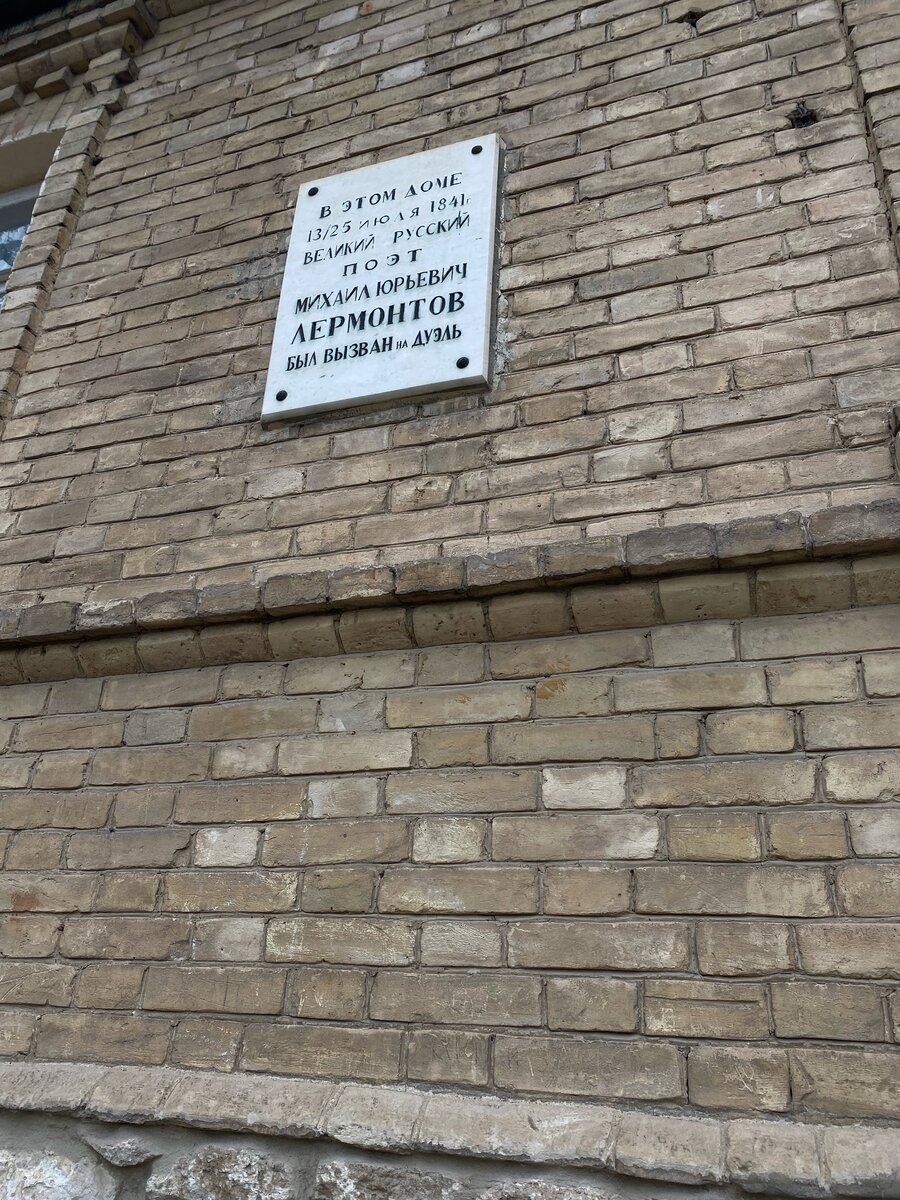 В ЭТОМ ДОМЕ
13/25 ИЮЛЯ 1841г
ВЕЛИКИЙ РУССКИЙ
ПОЭТ
МИХАИЛ ЮРЬЕВИЧ
ЛЕРМОНТОВ
БЫЛ ВЫЗВАН НА ДУЭЛЬ